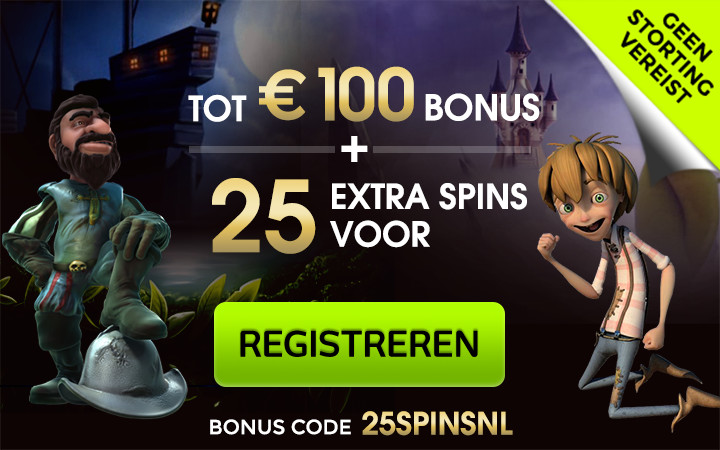 GEEN
STORTING
VEREIST
TOT € 100 BONUS
+
25 EXTRA SPINS
VOOR
REGISTREREN
BONUS CODE 25SPINSNL